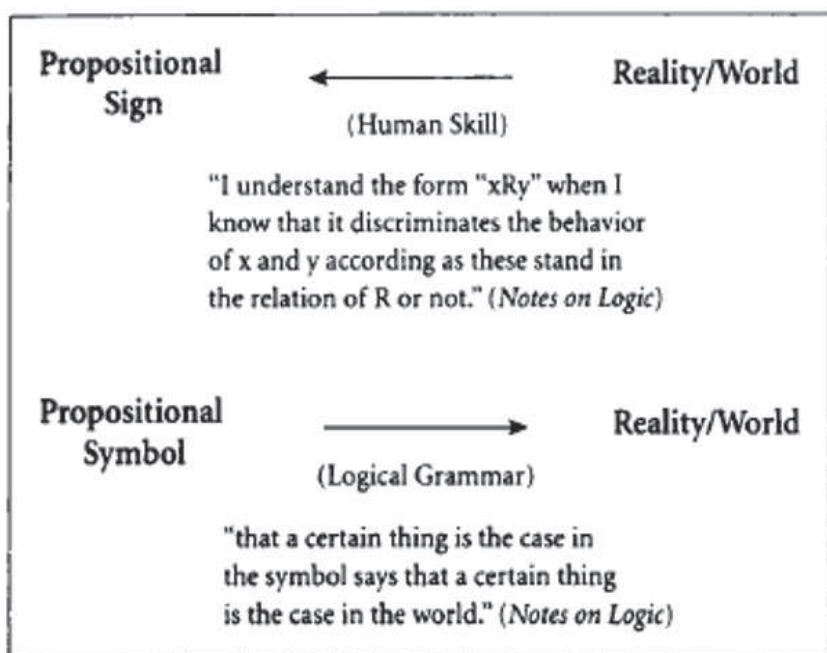 Propositional Sign
Reality/World
(Human Skill)
"I understand the form "xRy" when I
know that it discriminates the behavior
of x and y according as these stand in
the relation of R or not." (Notes on Logic)
Propositional Symbol
Reality/World
(Logical Grammar)
"that a certain thing is the case in
the symbol says that a certain thing
is the case in the world." (Notes on Logic)